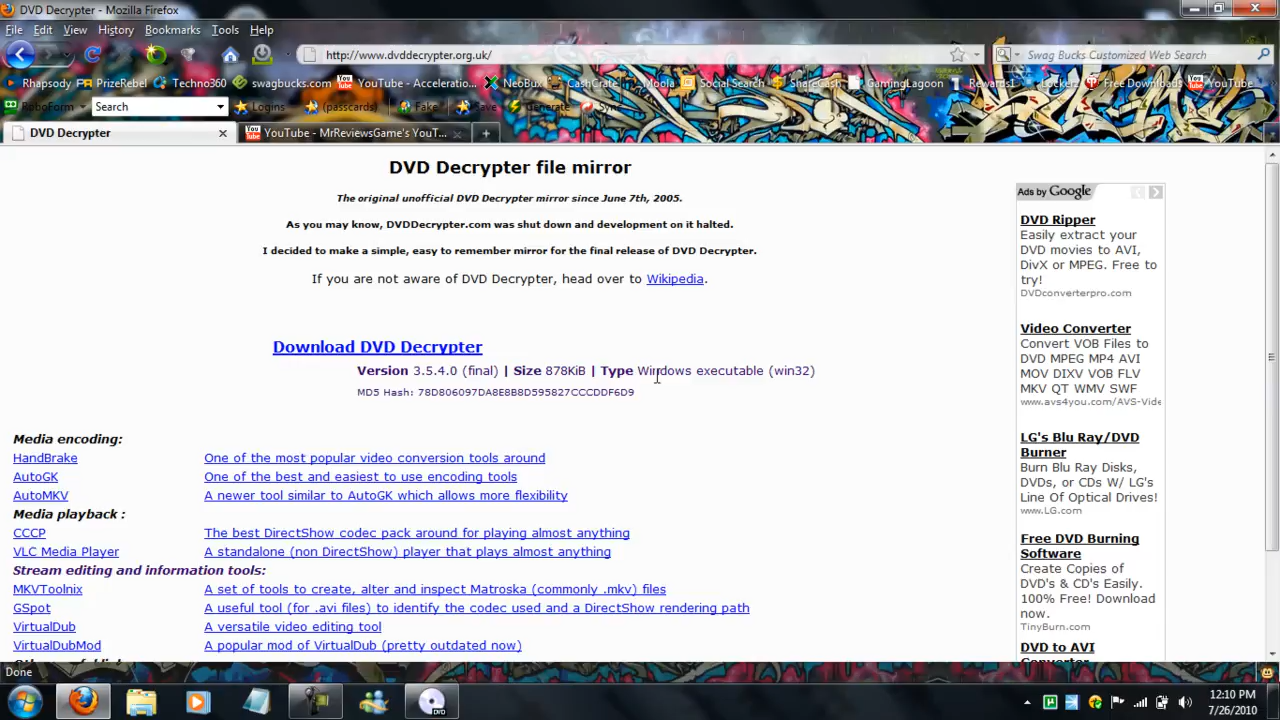 DVD Decrypter - Mozilla Firefox
File Edit View History Bookmarks Tools Help
http://www.dvddecrypter.org.uk/
Swag Bucks Customized Web Search
Rhapsody PrizeRebel Techno360 swagbucks.com YouTube - Acceleratio... NeoBux CashCrate Moola Social Search ShareCash GamingLagoon Rewards1 Lockerz Free Downloads YouTube
RoboForm Search Logins (passcards) Fake Save Generate Sync
DVD Decrypter
YouTube - MrReviewsGame's YouT...
DVD Decrypter file mirror
The original unofficial DVD Decrypter mirror since June 7th, 2005.
As you may know, DVDDecrypter.com was shut down and development on it halted.
I decided to make a simple, easy to remember mirror for the final release of DVD Decrypter.
If you are not aware of DVD Decrypter, head over to Wikipedia.
Download DVD Decrypter
Version 3.5.4.0 (final) | Size 878KiB | Type Windows executable (win32)
MD5 Hash: 78D806097DA8E8B8D595827CCCDDF6D9
Media encoding:
HandBrake One of the most popular video conversion tools around
AutoGK One of the best and easiest to use encoding tools
AutoMKV A newer tool similar to AutoGK which allows more flexibility
Media playback :
CCCP The best DirectShow codec pack around for playing almost anything
VLC Media Player A standalone (non DirectShow) player that plays almost anything
Stream editing and information tools:
MKVToolnix A set of tools to create, alter and inspect Matroska (commonly .mkv) files
GSpot A useful tool (for .avi files) to identify the codec used and a DirectShow rendering path
VirtualDub A versatile video editing tool
VirtualDubMod A popular mod of VirtualDub (pretty outdated now)
Ads by Google
DVD Ripper
Easily extract your
DVD movies to AVI,
DivX or MPEG. Free to
try!
DVDconverterpro.com
Video Converter
Convert VOB Files to
DVD MPEG MP4 AVI
MOV DIXV VOB FLV
MKV QT WMV SWF
www.avs4you.com/AVS-Vide
LG's Blu Ray/DVD
Burner
Burn Blu Ray Disks,
DVDs, or CDs W/ LG's
Line Of Optical Drives!
www.LG.com
Free DVD Burning
Software
Create Copies of
DVD's & CD's Easily.
100% Free! Download
now.
TinyBurn.com
DVD to AVI
Converter
Done
12:10 PM
7/26/2010